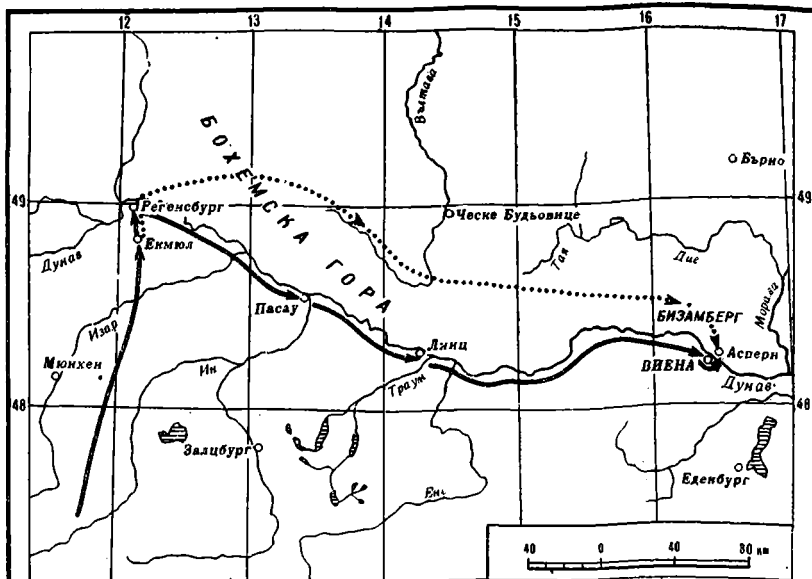 12 13 14 15 16 17
Вълтава
БОХЕМСКА ГОРА
Бърно
49 49
Регенсбург
Ческе Будьовице
Екмюл
Дунав
Тая
Дие
Морава
Изар
Пасау
БИЗАМБЕРГ
Линц
Асперн
ВИЕНА
Мюнхен
Ин
Траун
Дунав
48 48
Залцбург
Енс
Еденбург
40 0 40 80 км